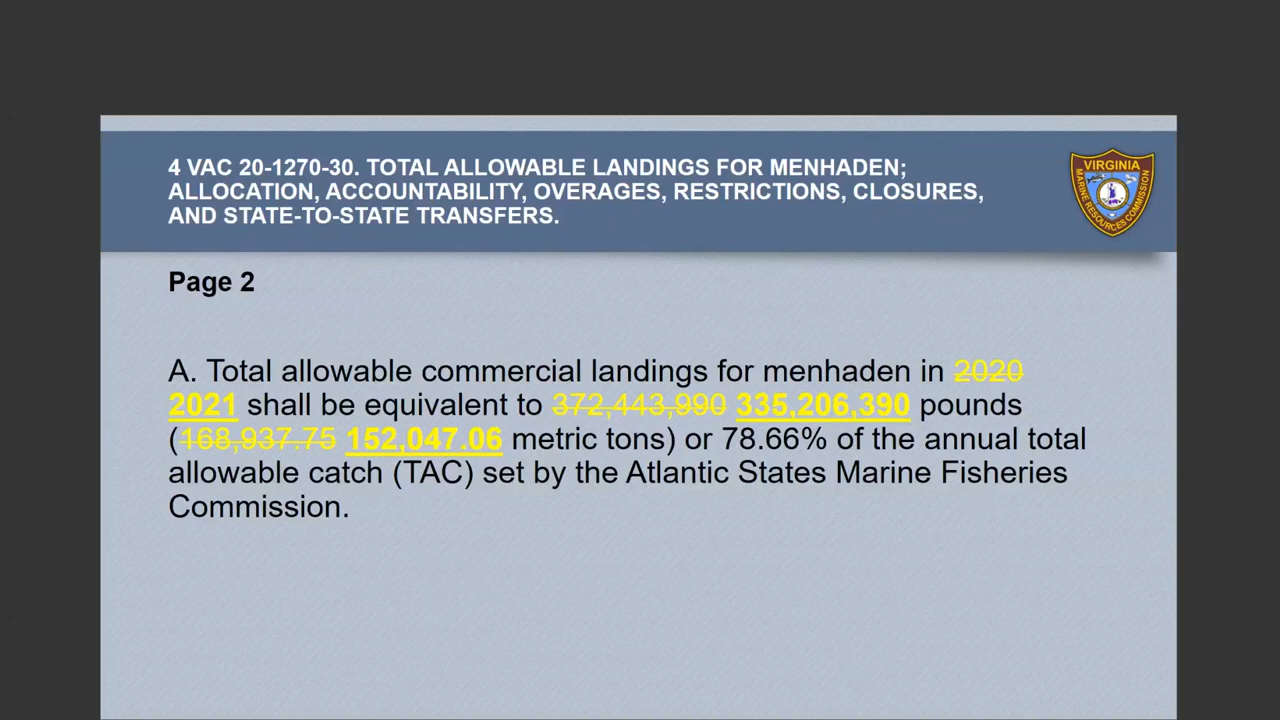 4 VAC 20-1270-30. TOTAL ALLOWABLE LANDINGS FOR MENHADEN;
ALLOCATION, ACCOUNTABILITY, OVERAGES, RESTRICTIONS, CLOSURES,
AND STATE-TO-STATE TRANSFERS.
VIRGINIA
MARINE RESOURCES COMMISSION
Page 2
A. Total allowable commercial landings for menhaden in 2020
2021 shall be equivalent to 372,443,990 335,206,390 pounds
(168,937.75 152,047.06 metric tons) or 78.66% of the annual total
allowable catch (TAC) set by the Atlantic States Marine Fisheries
Commission.